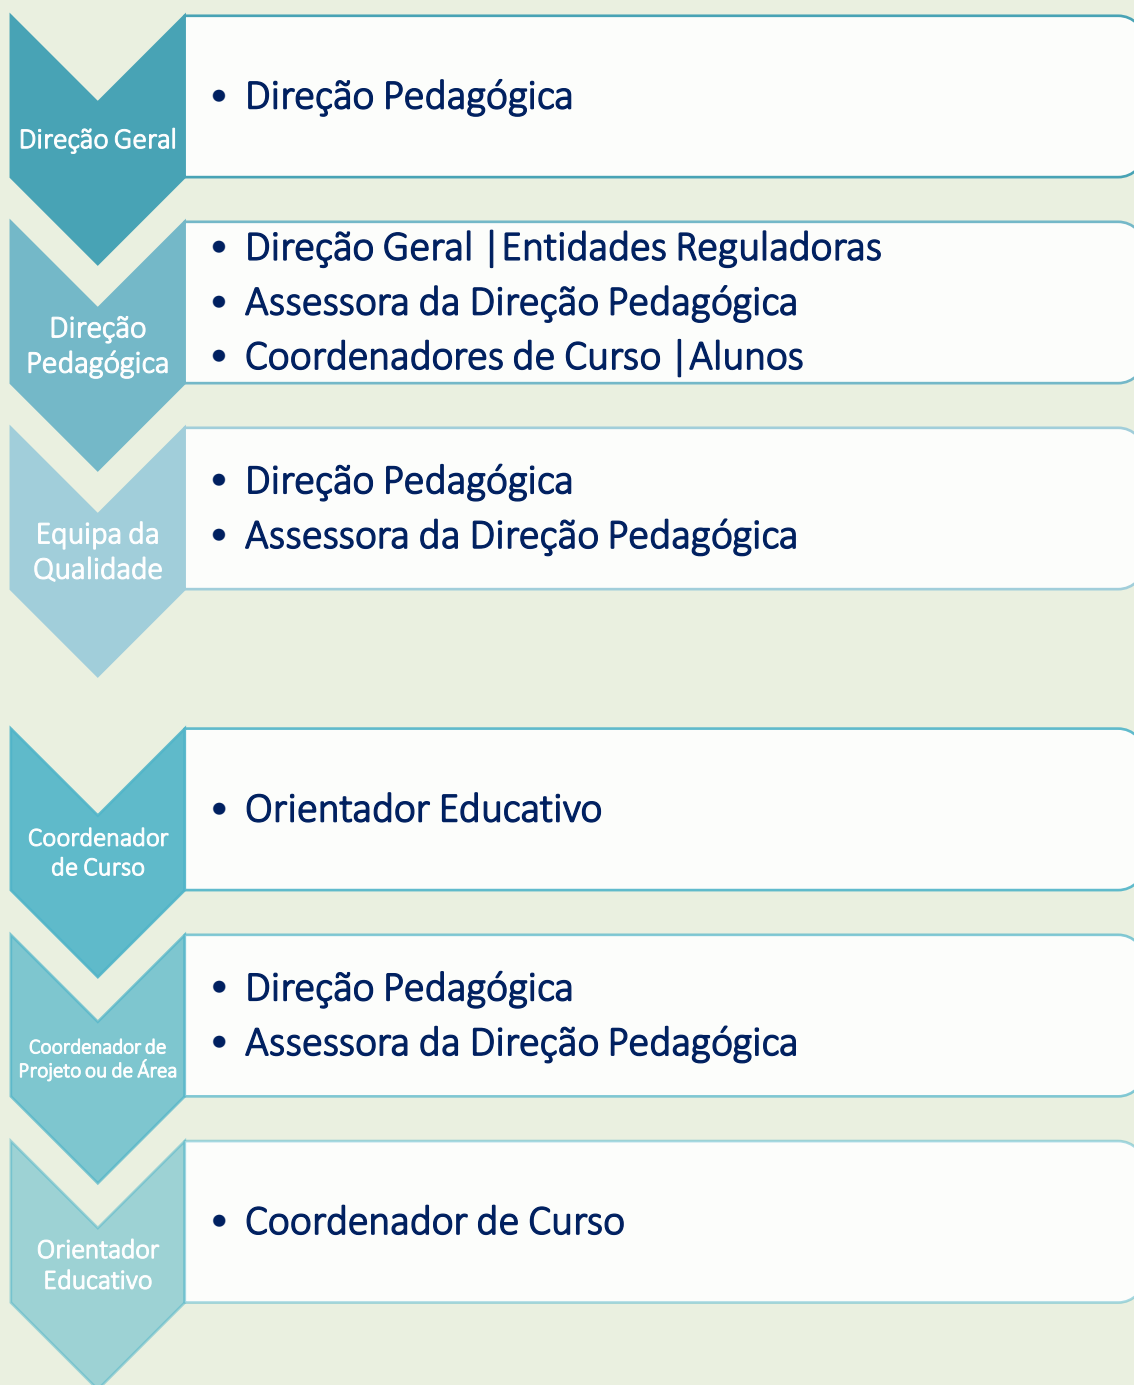 Direção Geral
• Direção Pedagógica
Direção
Pedagógica
• Direção Geral |Entidades Reguladoras
• Assessora da Direção Pedagógica
• Coordenadores de Curso |Alunos
Equipa da
Qualidade
• Direção Pedagógica
• Assessora da Direção Pedagógica
Coordenador
de Curso
• Orientador Educativo
Coordenador de
Projeto ou de Área
• Direção Pedagógica
• Assessora da Direção Pedagógica
Orientador
Educativo
• Coordenador de Curso